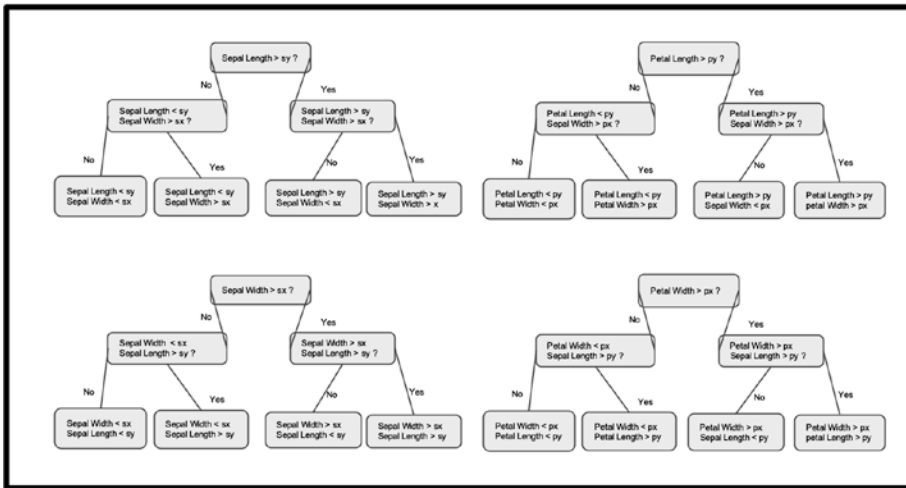 Sepal Length > sy ?
No
Yes
Sepal Length < sy
Sepal Width > sx ?
Sepal Length > sy
Sepal Width > sx ?
No
Yes
No
Yes
Sepal Length < sy
Sepal Width < sx
Sepal Length < sy
Sepal Width > sx
Sepal Length > sy
Sepal Width < sx
Sepal Length > sy
Sepal Width > x
Petal Length > py ?
No
Yes
Petal Length < py
Sepal Width > px ?
Petal Length > py
Sepal Width > px ?
No
Yes
No
Yes
Petal Length < py
Petal Width < px
Petal Length < py
Petal Width > px
Petal Length > py
Sepal Width < px
Petal Length > py
petal Width > px
Sepal Width > sx ?
No
Yes
Sepal Width < sx
Sepal Length > sy ?
Sepal Width > sx
Sepal Length > sy ?
No
Yes
No
Yes
Sepal Width < sx
Sepal Length < sy
Sepal Width < sx
Sepal Length > sy
Sepal Width > sx
Sepal Length < sy
Sepal Width > sx
Sepal Length > sy
Petal Width > px ?
No
Yes
Petal Width < px
Sepal Length > py ?
Petal Width > px
Sepal Length > py ?
No
Yes
No
Yes
Petal Width < px
Petal Length < py
Petal Width < px
Petal Length > py
Petal Width > px
Sepal Length < py
Petal Width > px
petal Length > py